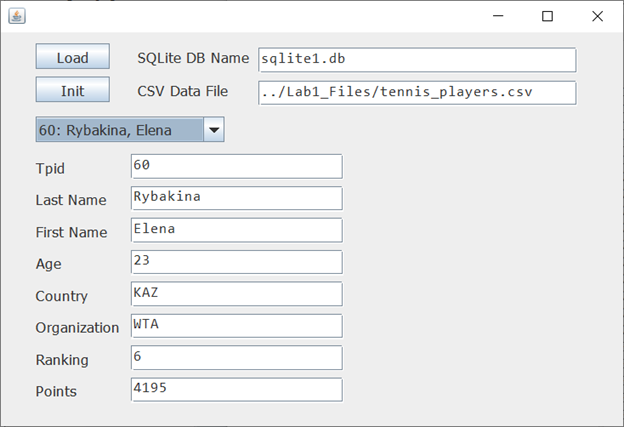 Load SQLite DB Name sqlite1.db
Init CSV Data File ../Lab1_Files/tennis_players.csv
60: Rybakina, Elena
Tpid 60
Last Name Rybakina
First Name Elena
Age 23
Country KAZ
Organization WTA
Ranking 6
Points 4195